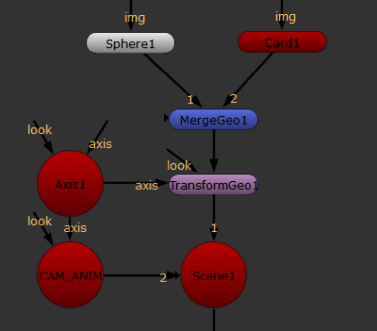 img
img
Sphere1
Card1
1
2
MergeGeo1
look
axis
look
Axis1
axis
TransformGeo1
look
axis
1
CAM_ANIM
2
Scene1